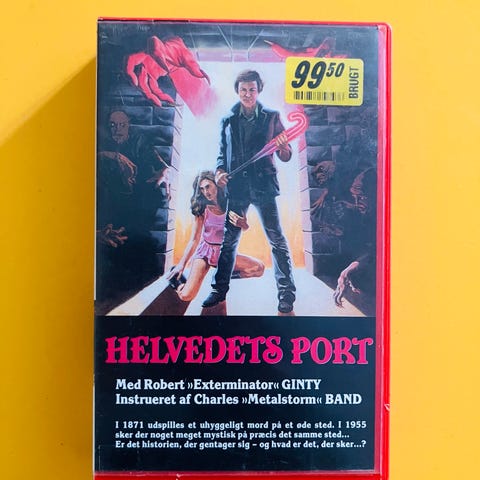 99⁵⁰
BRUGT
HELVEDETS PORT
Med Robert »Exterminator« GINTY
Instrueret af Charles »Metalstorm« BAND
I 1871 udspilles et uhyggeligt mord på et øde sted. I 1955
sker der noget meget mystisk på præcis det samme sted...
Er det historien, der gentager sig – og hvad er det, der sker...?